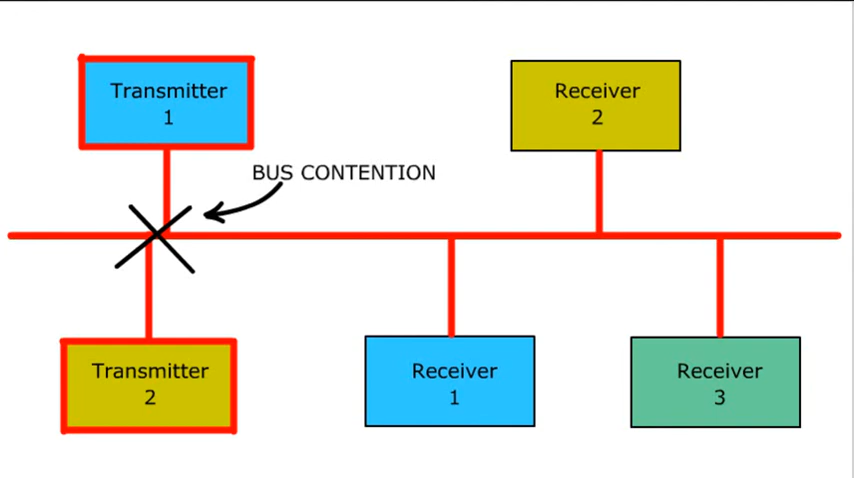 Transmitter
1
Receiver
2
BUS CONTENTION
Transmitter
2
Receiver
1
Receiver
3